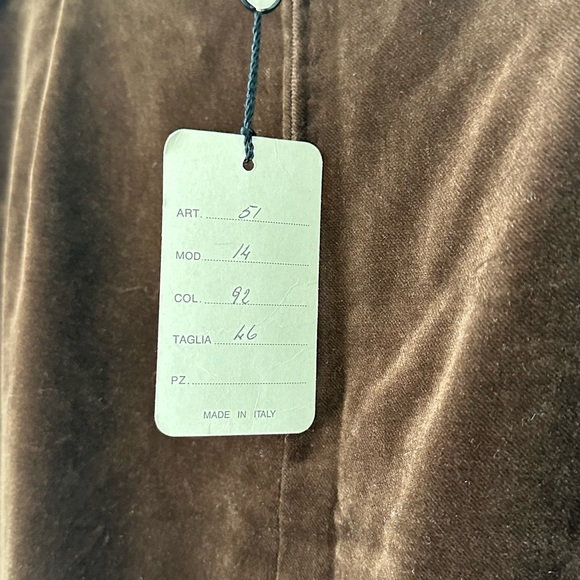 ART. 51
MOD. 14
COL. 92
TAGLIA 46
PZ.
MADE IN ITALY